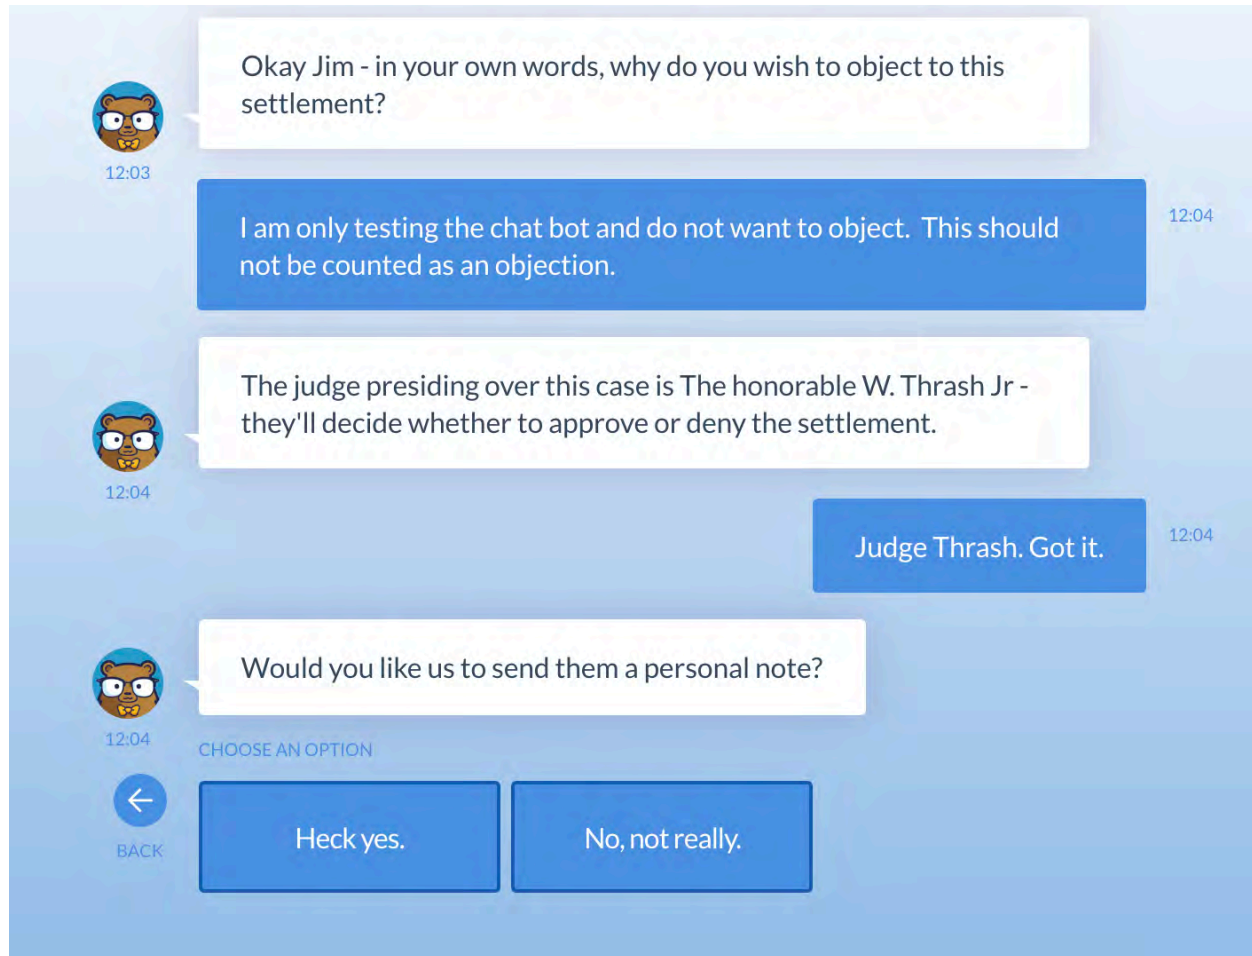 Okay Jim - in your own words, why do you wish to object to this
settlement?
12:03
I am only testing the chat bot and do not want to object.  This should
not be counted as an objection.
12:04
The judge presiding over this case is The honorable W. Thrash Jr -
they'll decide whether to approve or deny the settlement.
12:04
Judge Thrash. Got it.
12:04
Would you like us to send them a personal note?
12:04
CHOOSE AN OPTION
BACK
Heck yes.
No, not really.